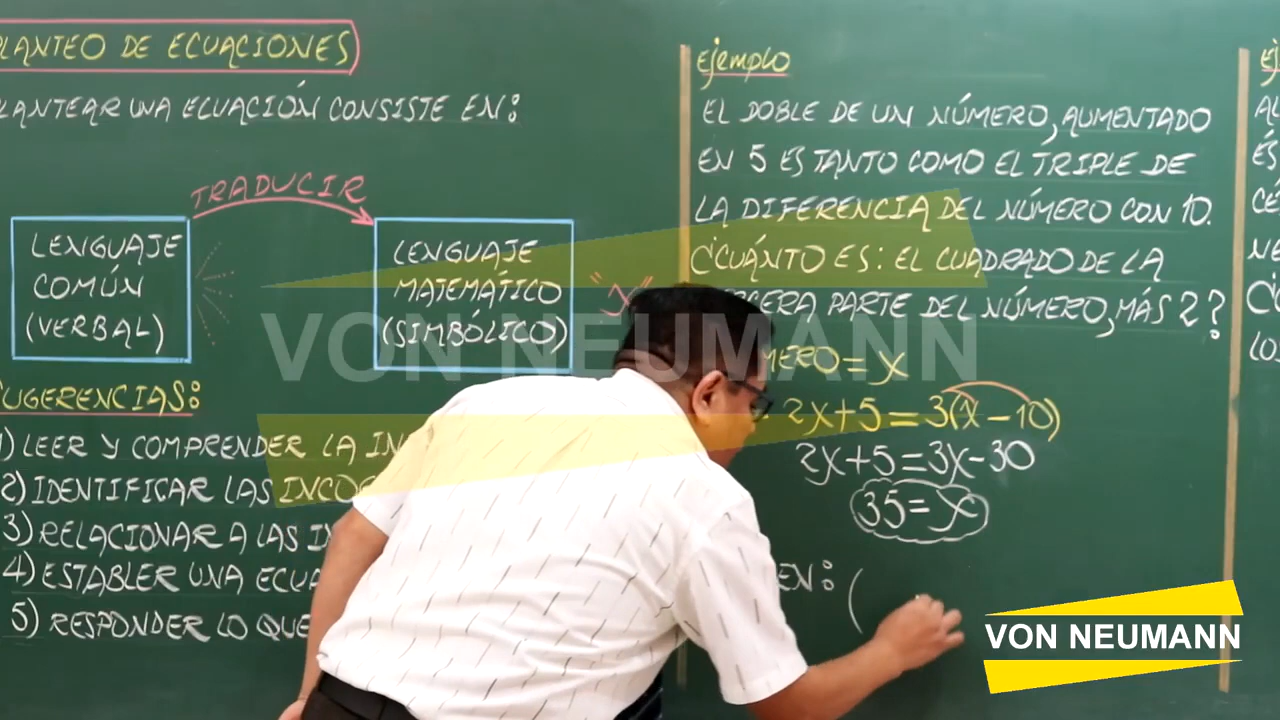 PLANTEO DE ECUACIONES
PLANTEAR UNA ECUACIÓN CONSISTE EN:
TRADUCIR
LENGUAJE
COMÚN
(VERBAL)
LENGUAJE
MATEMÁTICO
(SIMBÓLICO)
"X"
SUGERENCIAS:
1) LEER Y COMPRENDER LA
2) IDENTIFICAR LAS
3) RELACIONAR A LAS
4) ESTABLER UNA
5) RESPONDER LO QUE
Ejemplo
EL DOBLE DE UN NÚMERO, AUMENTADO
EN 5 ES TANTO COMO EL TRIPLE DE
LA DIFERENCIA DEL NÚMERO CON 10.
¿CUÁNTO ES: EL CUADRADO DE LA
TERCERA PARTE DEL NÚMERO, MÁS 2?
= X
2X+5=3(X-10)
2X+5=3X-30
35=X
EN: (
VON NEUMANN
VON NEUMANN